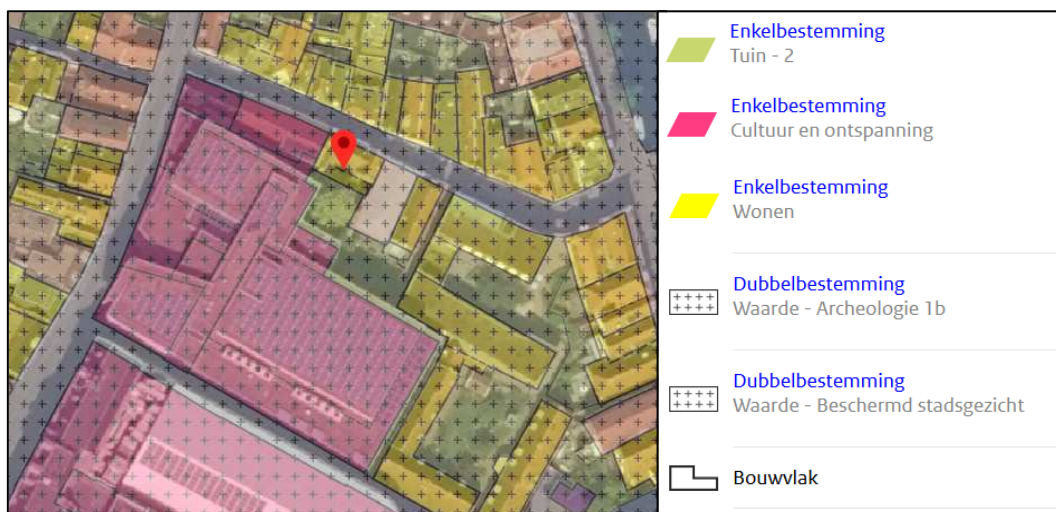 Enkelbestemming
Tuin - 2
Enkelbestemming
Cultuur en ontspanning
Enkelbestemming
Wonen
Dubbelbestemming
Waarde - Archeologie 1b
Dubbelbestemming
Waarde - Beschermd stadsgezicht
Bouwvlak